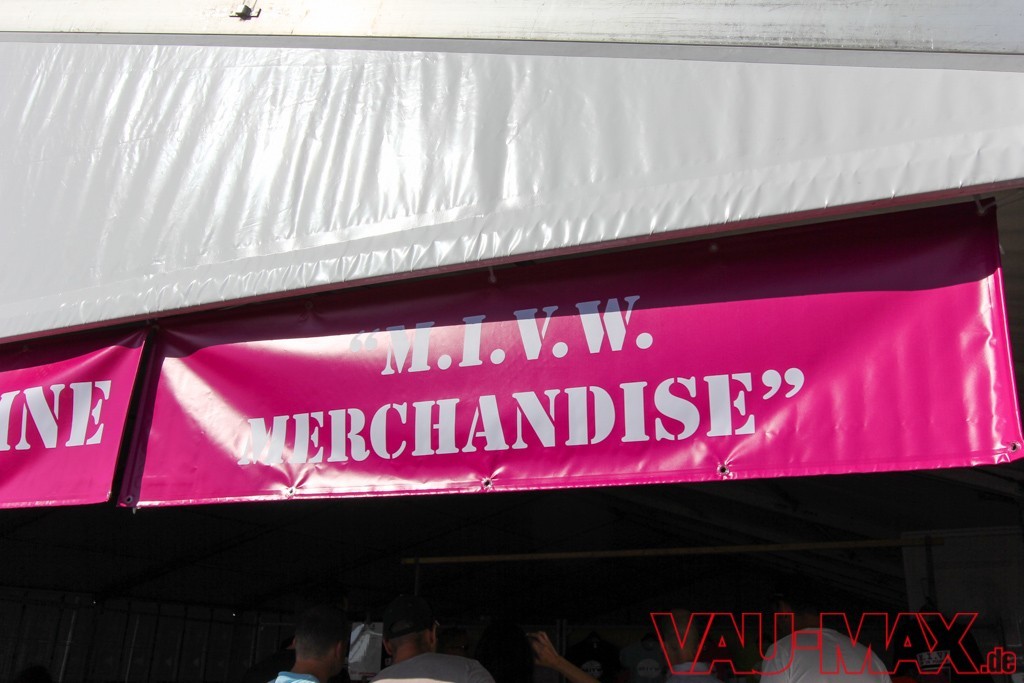 “M.I.V.W.
MERCHANDISE”
INE
VAU-MAX.de